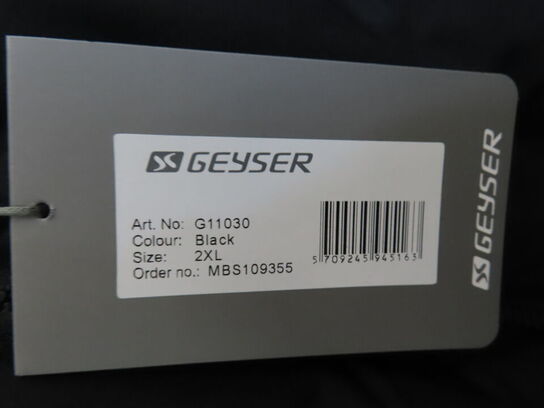 GEYSER
Art. No: G11030
Colour: Black
Size: 2XL
Order no.: MBS109355
5 709245 945163
GEYSER